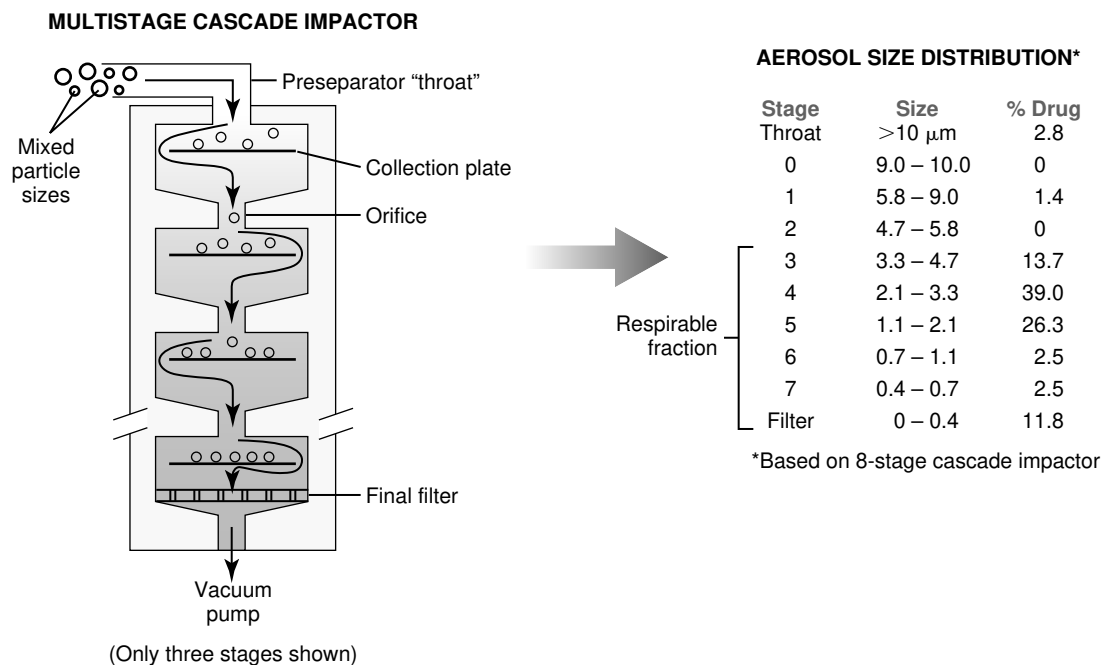 MULTISTAGE CASCADE IMPACTOR
Preseparator “throat”
Mixed
particle
sizes
Collection plate
Orifice
Final filter
Vacuum
pump
(Only three stages shown)
AEROSOL SIZE DISTRIBUTION*
Stage Size % Drug
Throat >10 μm 2.8
0 9.0 – 10.0 0
1 5.8 – 9.0 1.4
2 4.7 – 5.8 0
3 3.3 – 4.7 13.7
4 2.1 – 3.3 39.0
5 1.1 – 2.1 26.3
6 0.7 – 1.1 2.5
7 0.4 – 0.7 2.5
Filter 0 – 0.4 11.8
Respirable
fraction
*Based on 8-stage cascade impactor